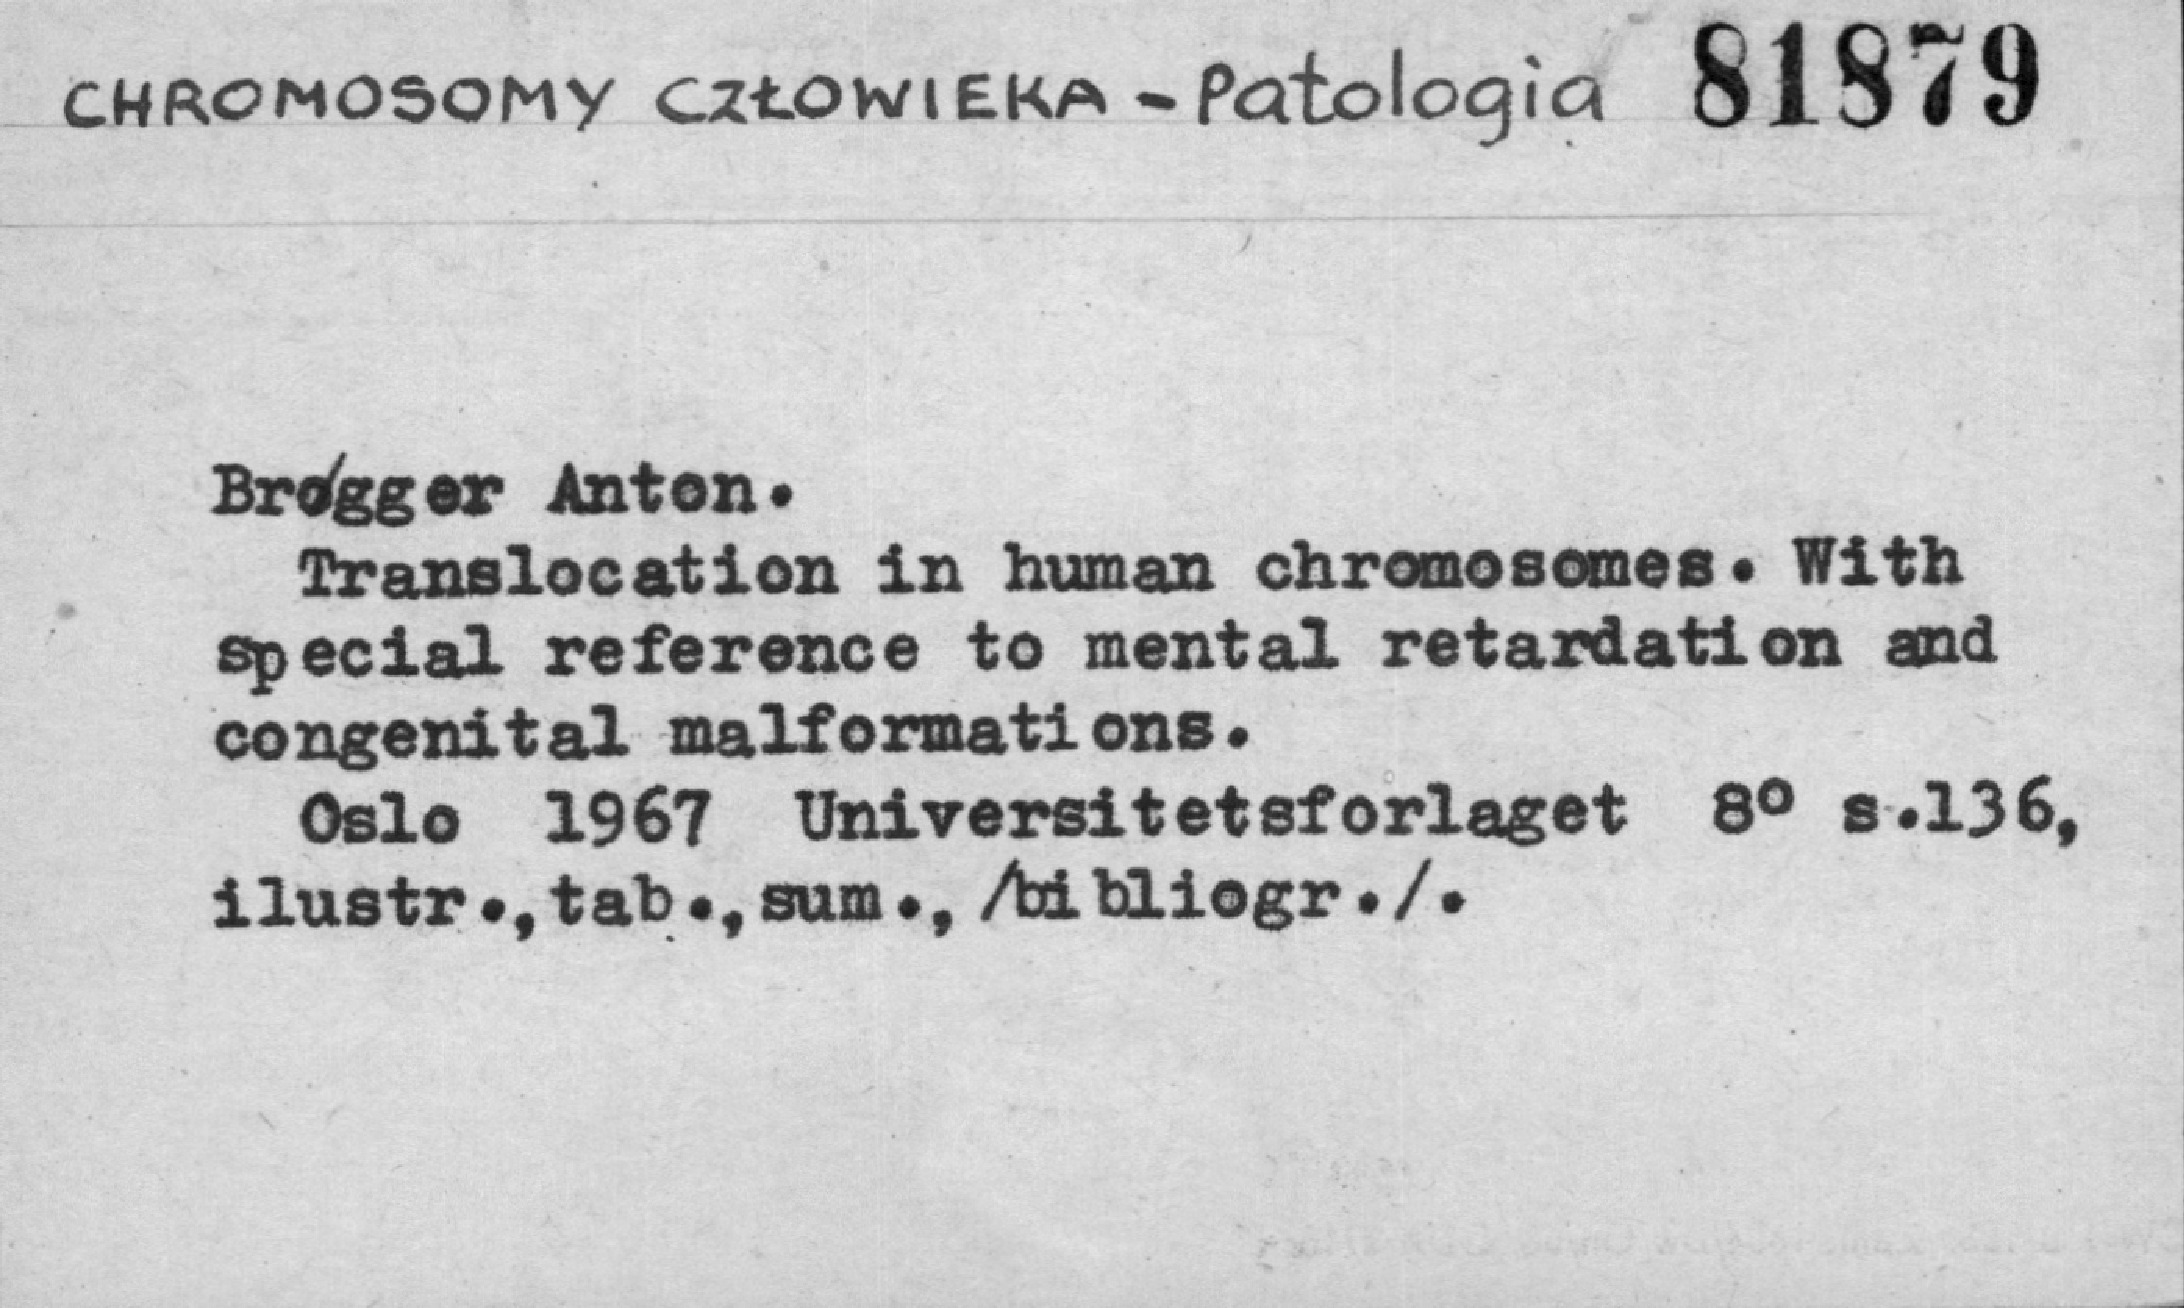 CHROMOSOMY CZŁOWIEKA - Patologia 81879
Brøgger Anton.
Translocation in human chromosomes. With
special reference to mental retardation and
congenital malformations.
Oslo 1967 Universitetsforlaget 8º s.136,
ilustr.,tab.,sum., /bibliogr./.